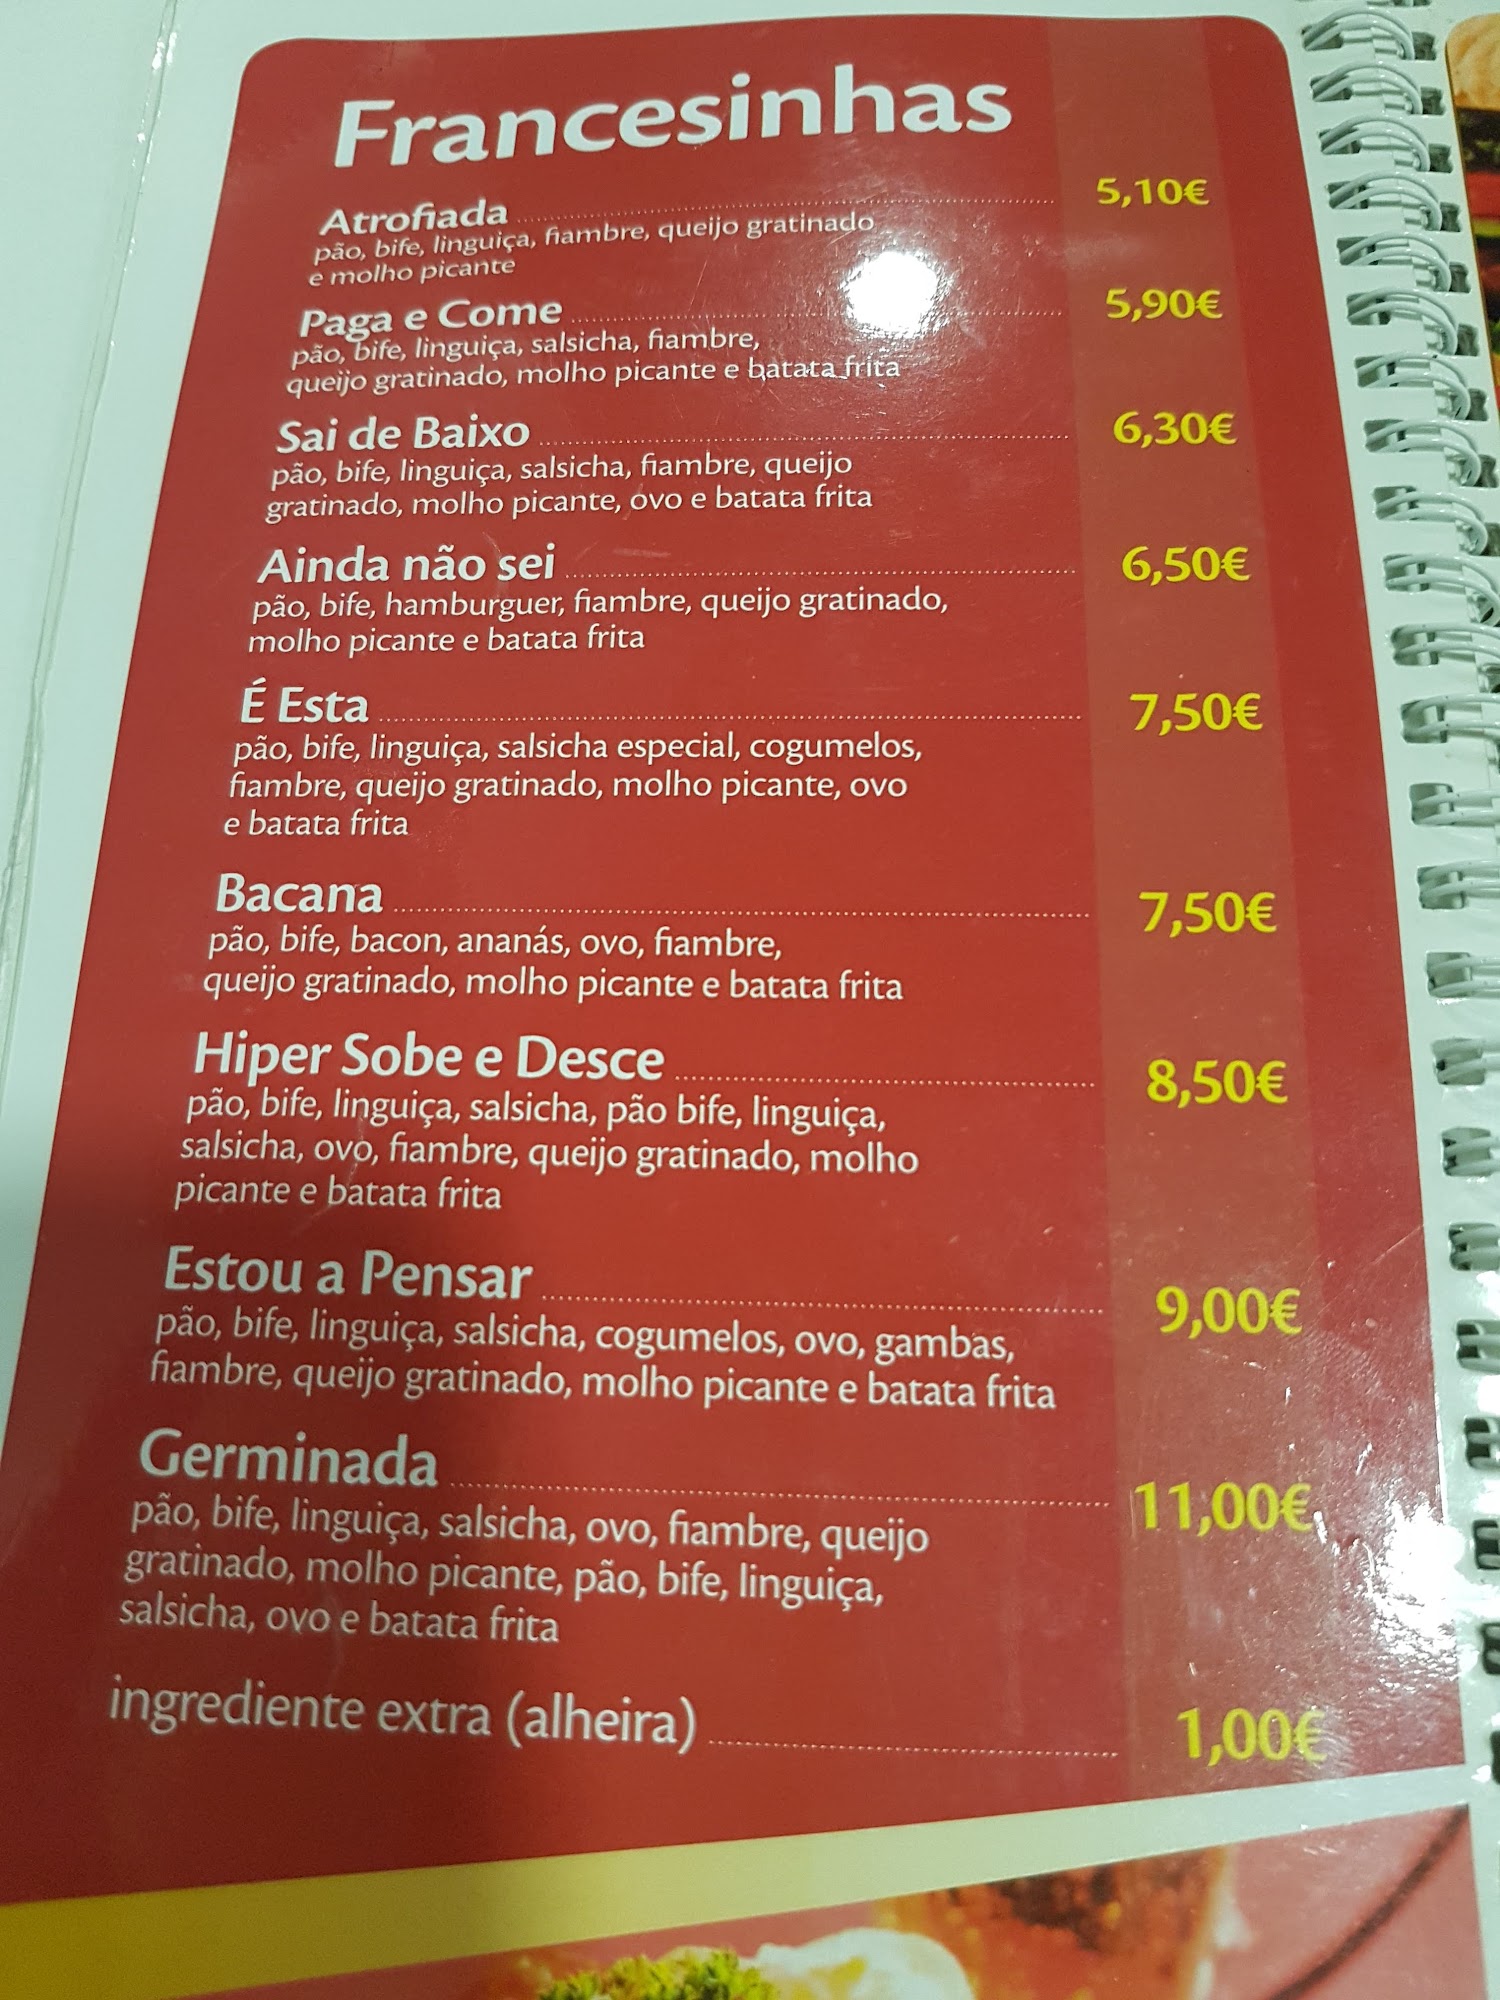 Francesinhas
Atrofiada 5,10€
pão, bife, linguiça, fiambre, queijo gratinado
e molho picante
Paga e Come 5,90€
pão, bife, linguiça, salsicha, fiambre,
queijo gratinado, molho picante e batata frita
Sai de Baixo 6,30€
pão, bife, linguiça, salsicha, fiambre, queijo
gratinado, molho picante, ovo e batata frita
Ainda não sei 6,50€
pão, bife, hamburguer, fiambre, queijo gratinado,
molho picante e batata frita
É Esta 7,50€
pão, bife, linguiça, salsicha especial, cogumelos,
fiambre, queijo gratinado, molho picante, ovo
e batata frita
Bacana 7,50€
pão, bife, bacon, ananás, ovo, fiambre,
queijo gratinado, molho picante e batata frita
Hiper Sobe e Desce 8,50€
pão, bife, linguiça, salsicha, pão bife, linguiça,
salsicha, ovo, fiambre, queijo gratinado, molho
picante e batata frita
Estou a Pensar 9,00€
pão, bife, linguiça, salsicha, cogumelos, ovo, gambas,
fiambre, queijo gratinado, molho picante e batata frita
Germinada 11,00€
pão, bife, linguiça, salsicha, ovo, fiambre, queijo
gratinado, molho picante, pão, bife, linguiça,
salsicha, ovo e batata frita
ingrediente extra (alheira) 1,00€